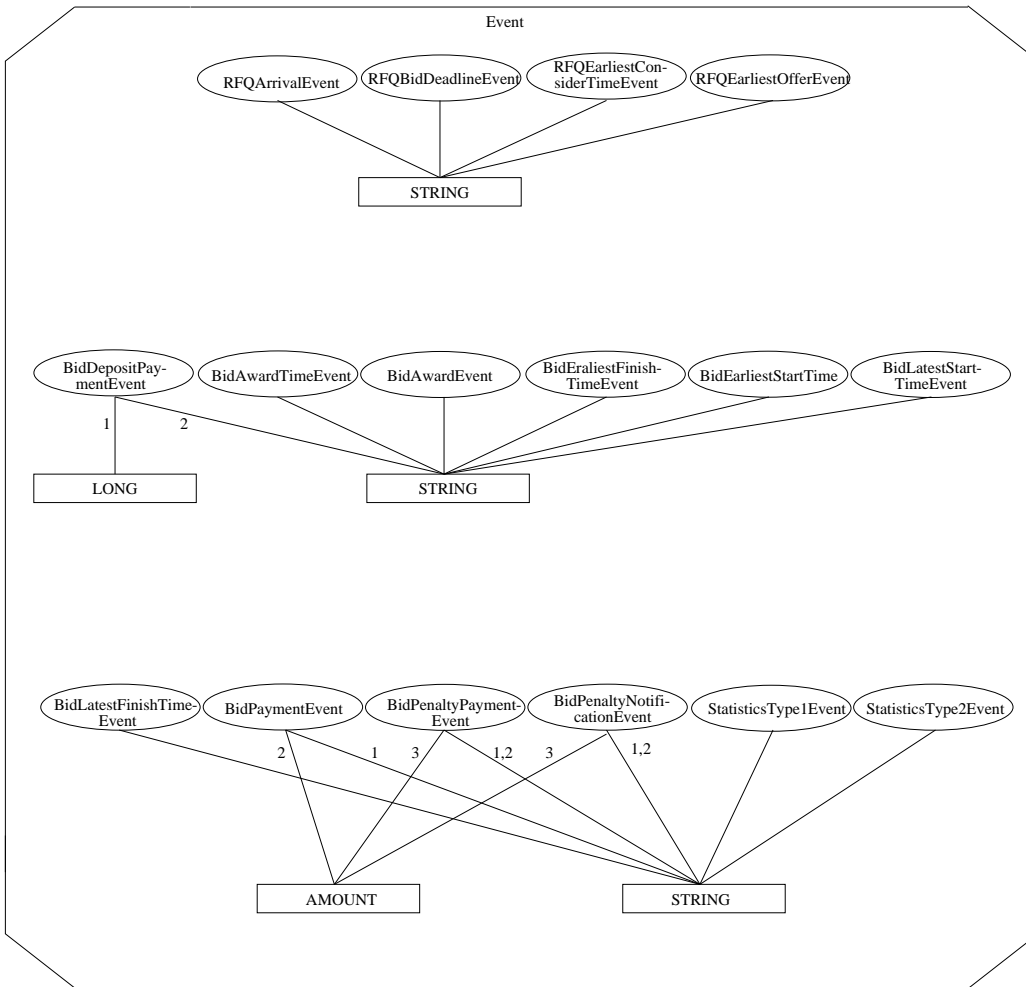 Event
RFQArrivalEvent
RFQBidDeadlineEvent
RFQEarliestCon-
siderTimeEvent
RFQEarliestOfferEvent
STRING
BidDepositPay-
mentEvent
BidAwardTimeEvent
BidAwardEvent
BidEraliestFinish-
TimeEvent
BidEarliestStartTime
BidLatestStart-
TimeEvent
1
2
LONG
STRING
BidLatestFinishTime-
Event
BidPaymentEvent
BidPenaltyPayment-
Event
BidPenaltyNotifi-
cationEvent
StatisticsType1Event
StatisticsType2Event
2
1
3
1,2
3
1,2
AMOUNT
STRING